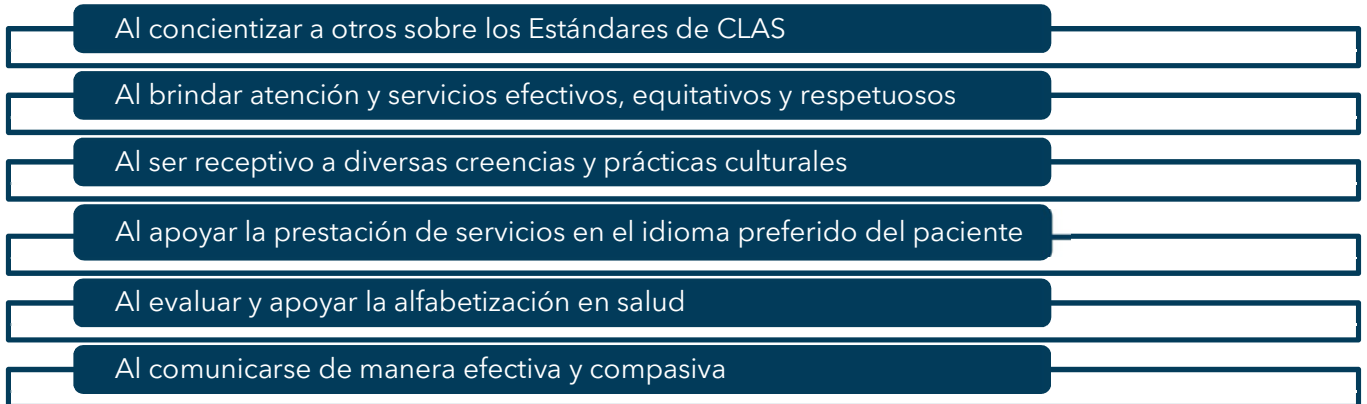 Al concientizar a otros sobre los Estándares de CLAS
Al brindar atención y servicios efectivos, equitativos y respetuosos
Al ser receptivo a diversas creencias y prácticas culturales
Al apoyar la prestación de servicios en el idioma preferido del paciente
Al evaluar y apoyar la alfabetización en salud
Al comunicarse de manera efectiva y compasiva